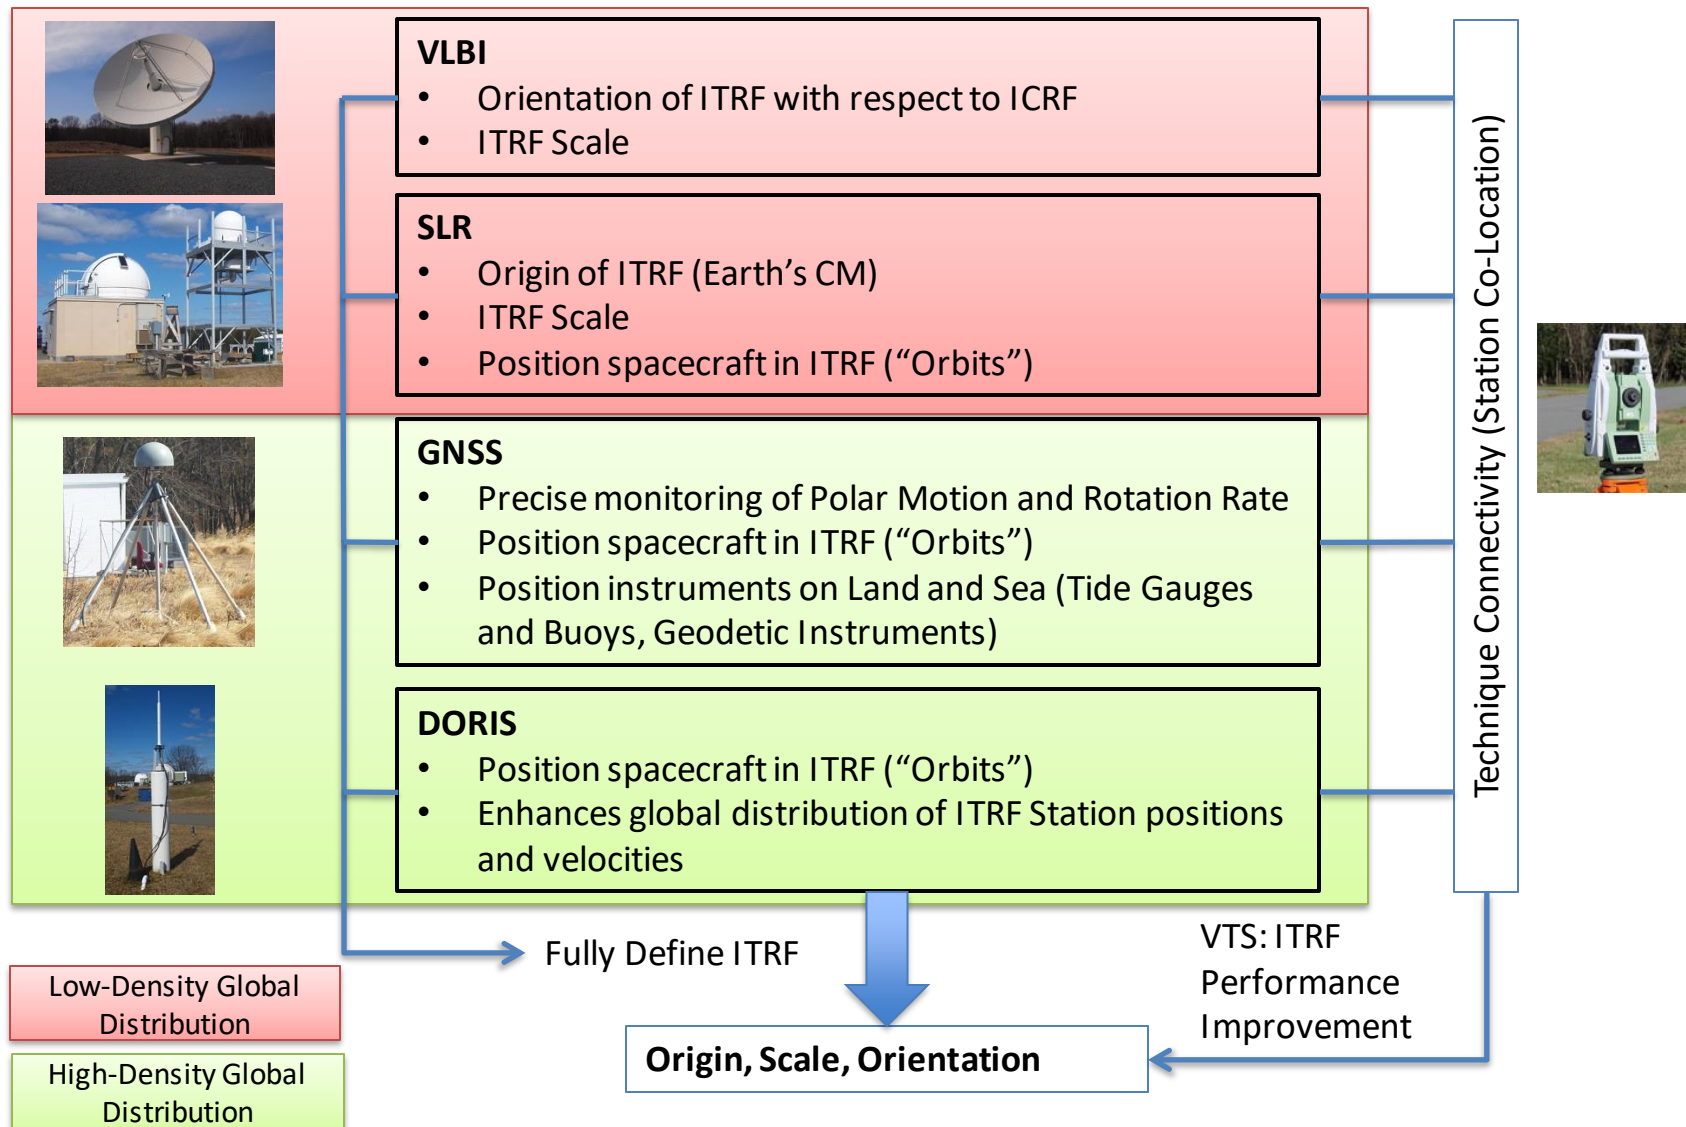 VLBI
• Orientation of ITRF with respect to ICRF
• ITRF Scale
SLR
• Origin of ITRF (Earth’s CM)
• ITRF Scale
• Position spacecraft in ITRF (“Orbits”)
GNSS
• Precise monitoring of Polar Motion and Rotation Rate
• Position spacecraft in ITRF (“Orbits”)
• Position instruments on Land and Sea (Tide Gauges
and Buoys, Geodetic Instruments)
DORIS
• Position spacecraft in ITRF (“Orbits”)
• Enhances global distribution of ITRF Station positions
and velocities
Technique Connectivity (Station Co-Location)
Fully Define ITRF
VTS: ITRF
Performance
Improvement
Origin, Scale, Orientation
Low-Density Global
Distribution
High-Density Global
Distribution